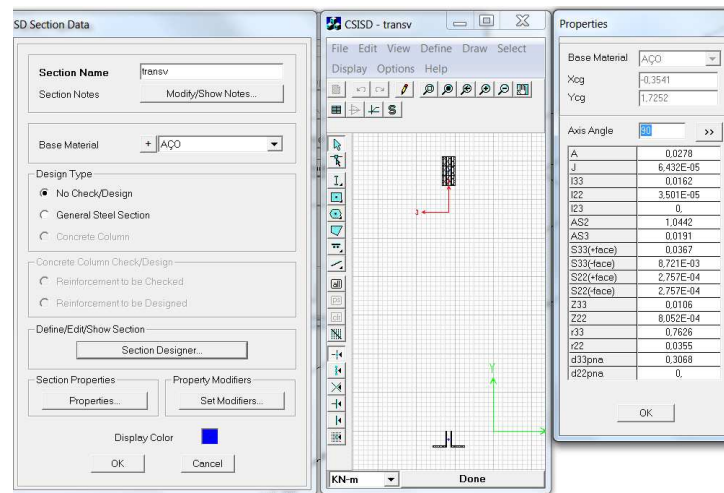 SD Section Data
Section Name
transv
Section Notes
Modify/Show Notes...
Base Material
+
AÇO
Design Type
No Check/Design
General Steel Section
Concrete Column
Concrete Column Check/Design
Reinforcement to be Checked
Reinforcement to be Designed
Define/Edit/Show Section
Section Designer...
Section Properties
Properties...
Property Modifiers
Set Modifiers...
Display Color
OK
Cancel
CSISD - transv
File Edit View Define Draw Select
Display Options Help
S
all
3
Y
KN-m
Done
Properties
Base Material AÇO
Xcg -0,3541
Ycg 1,7252
Axis Angle 90 >>
A 0,0278
J 6,432E-05
I33 0,0162
I22 3,501E-05
I23 0,
AS2 1,0442
AS3 0,0191
S33(+face) 0,0367
S33(-face) 8,721E-03
S22(+face) 2,757E-04
S22(-face) 2,757E-04
Z33 0,0106
Z22 8,052E-04
r33 0,7626
r22 0,0355
d33pna 0,3068
d22pna 0,
OK